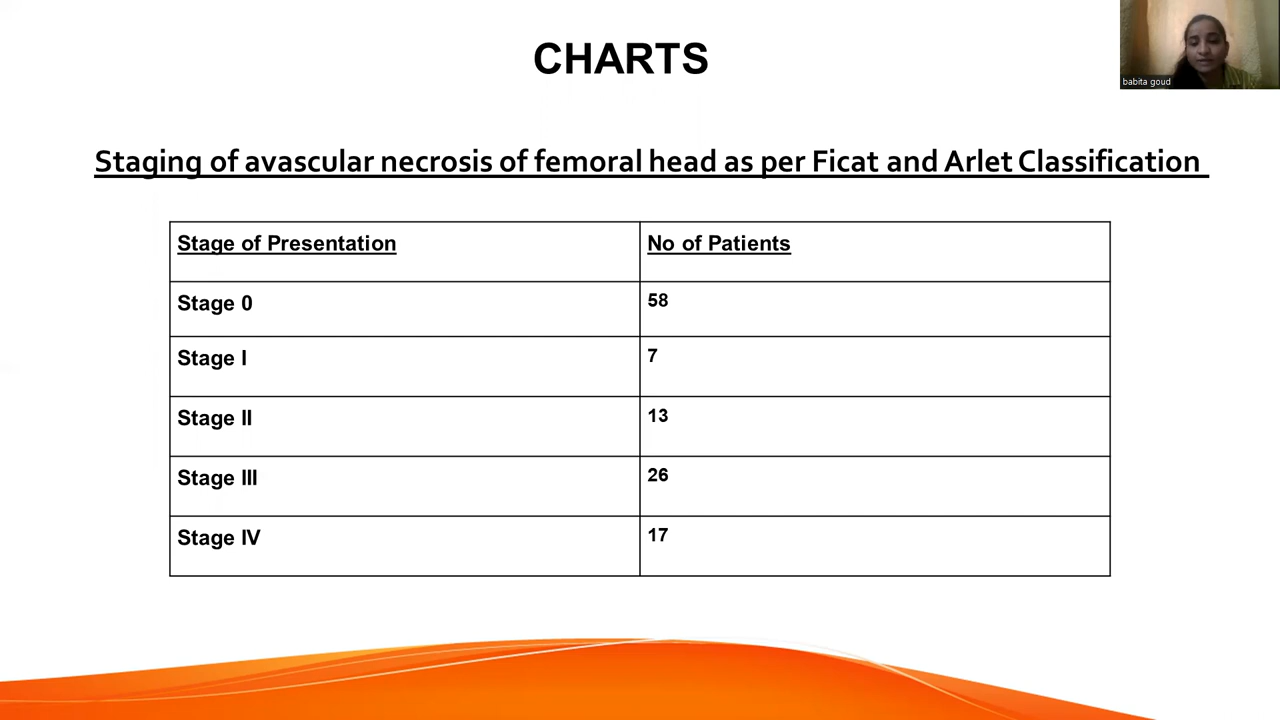 CHARTS
babita goud
Staging of avascular necrosis of femoral head as per Ficat and Arlet Classification
Stage of Presentation No of Patients
Stage 0 58
Stage I 7
Stage II 13
Stage III 26
Stage IV 17